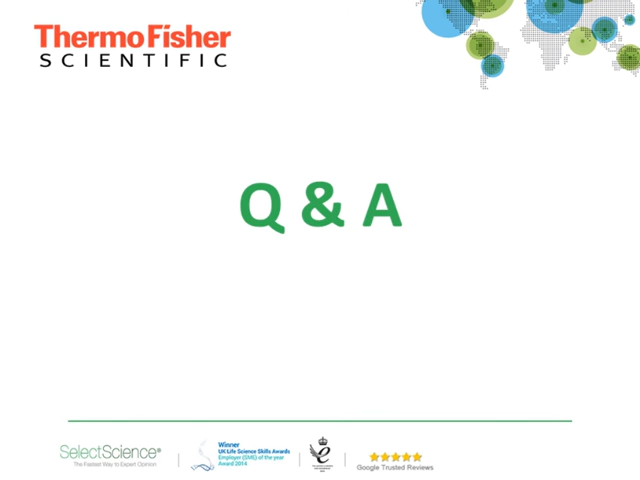 ThermoFisher
SCIENTIFIC
Q & A
SelectScience®
The Fastest Way to Expert Opinion
Winner
UK Life Science Skills Awards
Employer (SME) of the year
Award 2014
Google Trusted Reviews